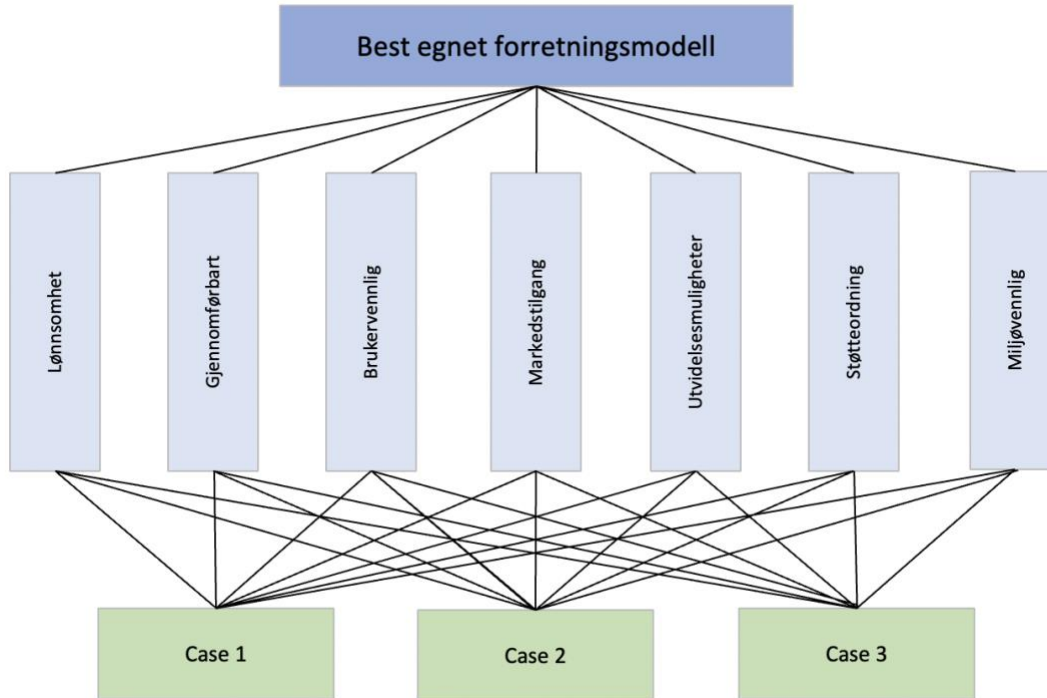 Best egnet forretningsmodell
Lønnsomhet
Gjennomførbart
Brukervennlig
Markedstilgang
Utvidelsesmuligheter
Støtteordning
Miljøvennlig
Case 1
Case 2
Case 3